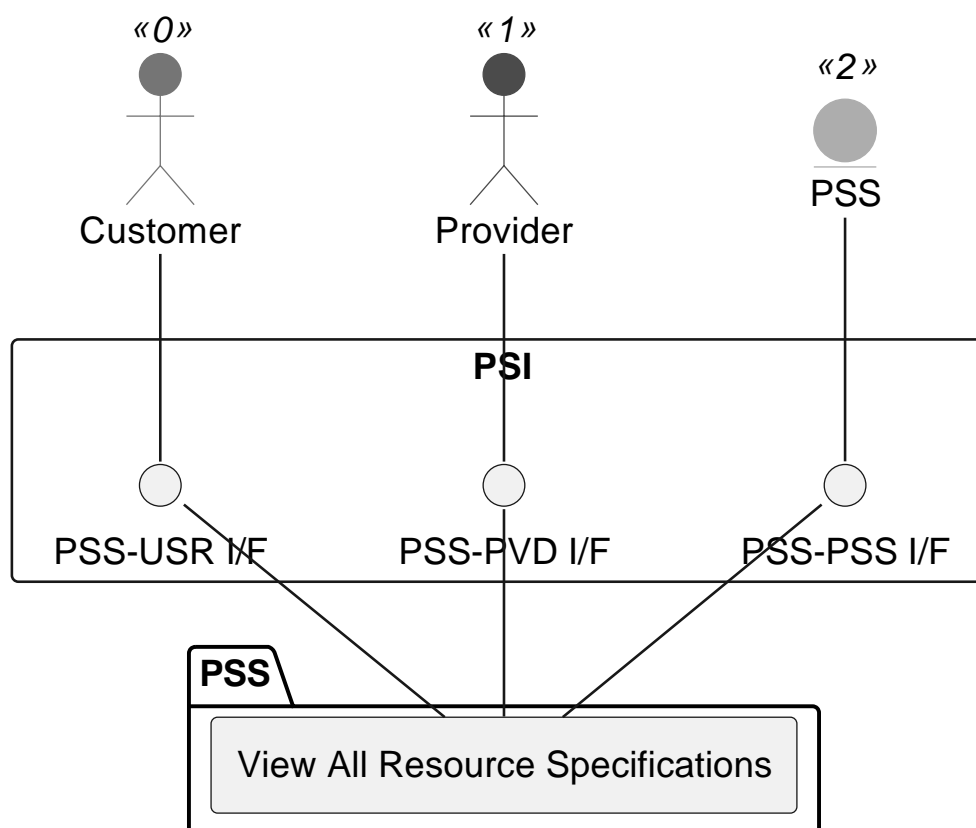 «0»
«1»
«2»
Customer
Provider
PSS
PSI
PSS-USR I/F
PSS-PVD I/F
PSS-PSS I/F
PSS
View All Resource Specifications